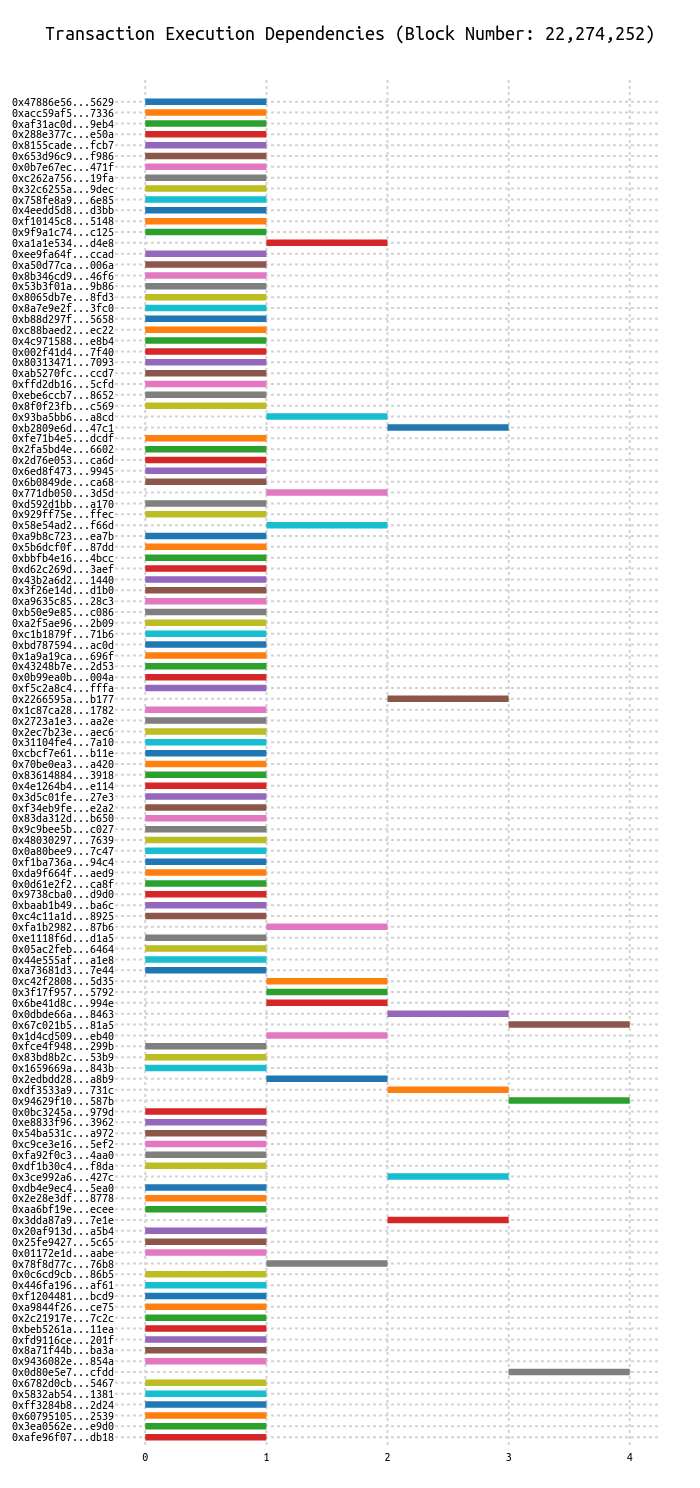 Transaction Execution Dependencies (Block Number: 22,274,252)
0x47886e56...5629
0xacc59af5...7336
0xaf31ac0d...9eb4
0x288e377c...e50a
0x8155cade...fcb7
0x653d96c9...f986
0x0b7e67ec...471f
0xc262a756...19fa
0x32c6255a...9dec
0x758fe8a9...6e85
0x4eedd5d8...d3bb
0xf10145c8...5148
0x9f9a1c74...c125
0xa1a1e534...d4e8
0xee9fa64f...ccad
0xa50d77ca...006a
0x8b346cd9...46f6
0x53b3f01a...9b86
0x8065db7e...8fd3
0x8a7e9e2f...3fc0
0xb88d297f...5658
0xc88baed2...ec22
0x4c971588...e8b4
0x002f41d4...7f40
0x80313471...7093
0xab5270fc...ccd7
0xffd2db16...5cfd
0xebe6ccb7...8652
0x8f0f23fb...c569
0x93ba5bb6...a8cd
0xb2809e6d...47c1
0xfe71b4e5...dcdf
0x2fa5bd4e...6602
0x2d76e053...ca6d
0x6ed8f473...9945
0x6b0849de...ca68
0x771db050...3d5d
0xd592d1bb...a170
0x929ff75e...ffec
0x58e54ad2...f66d
0xa9b8c723...ea7b
0x5b6dcf0f...87dd
0xbbfb4e16...4bcc
0xd62c269d...3aef
0x43b2a6d2...1440
0x3f26e14d...d1b0
0xa9635c85...28c3
0xb50e9e85...c086
0xa2f5ae96...2b09
0xc1b1879f...71b6
0xbd787594...ac0d
0x1a9a19ca...696f
0x43248b7e...2d53
0x0b99ea0b...004a
0xf5c2a8c4...fffa
0x2266595a...b177
0x1c87ca28...1782
0x2723a1e3...aa2e
0x2ec7b23e...aec6
0x31104fe4...7a10
0xcbcf7e61...b11e
0x70be0ea3...a420
0x83614884...3918
0x4e1264b4...e114
0x3d5c01fe...27e3
0xf34eb9fe...e2a2
0x83da312d...b650
0x9c9bee5b...c027
0x48030297...7639
0x0a80bee9...7c47
0xf1ba736a...94c4
0xda9f664f...aed9
0x0d61e2f2...ca8f
0x9738cba0...d9d0
0xbaab1b49...ba6c
0xc4c11a1d...8925
0xfa1b2982...87b6
0xe1118f6d...d1a5
0x05ac2feb...6464
0x44e555af...a1e8
0xa73681d3...7e44
0xc42f2808...5d35
0x3f17f957...5792
0x6be41d8c...994e
0x0dbde66a...8463
0x67c021b5...81a5
0x1d4cd509...eb40
0xfce4f948...299b
0x83bd8b2c...53b9
0x1659669a...843b
0x2edbdd28...a8b9
0xdf3533a9...731c
0x94629f10...587b
0x0bc3245a...979d
0xe8833f96...3962
0x54ba531c...a972
0xc9ce3e16...5ef2
0xfa92f0c3...4aa0
0xdf1b30c4...f8da
0x3ce992a6...427c
0xdb4e9ec4...5ea0
0x2e28e3df...8778
0xaa6bf19e...ecee
0x3dda87a9...7e1e
0x20af913d...a5b4
0x25fe9427...5c65
0x01172e1d...aabe
0x78f8d77c...76b8
0x0c6cd9cb...86b5
0x446fa196...af61
0xf1204481...bcd9
0xa9844f26...ce75
0x2c21917e...7c2c
0xbeb5261a...11ea
0xfd9116ce...201f
0x8a71f44b...ba3a
0x9436082e...854a
0x0d80e5e7...cfdd
0x6782d0cb...5467
0x5832ab54...1381
0xff3284b8...2d24
0x60795105...2539
0x3ea0562e...e9d0
0xafe96f07...db18
0 1 2 3 4